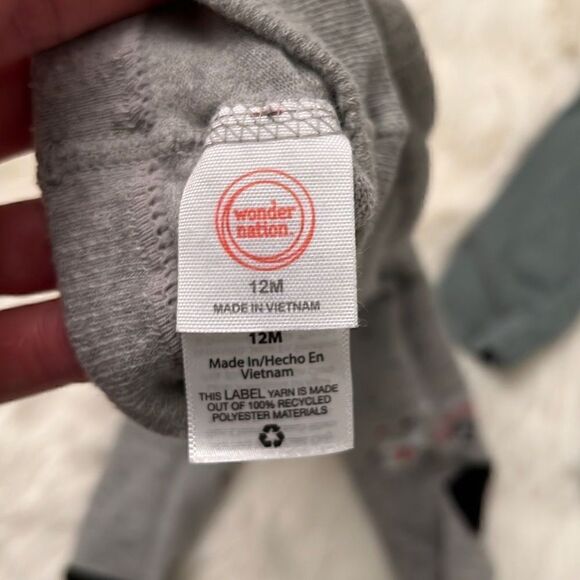 wonder
nation.
12M
MADE IN VIETNAM
12M
Made In/Hecho En
Vietnam
THIS LABEL YARN IS MADE
OUT OF 100% RECYCLED
POLYESTER MATERIALS